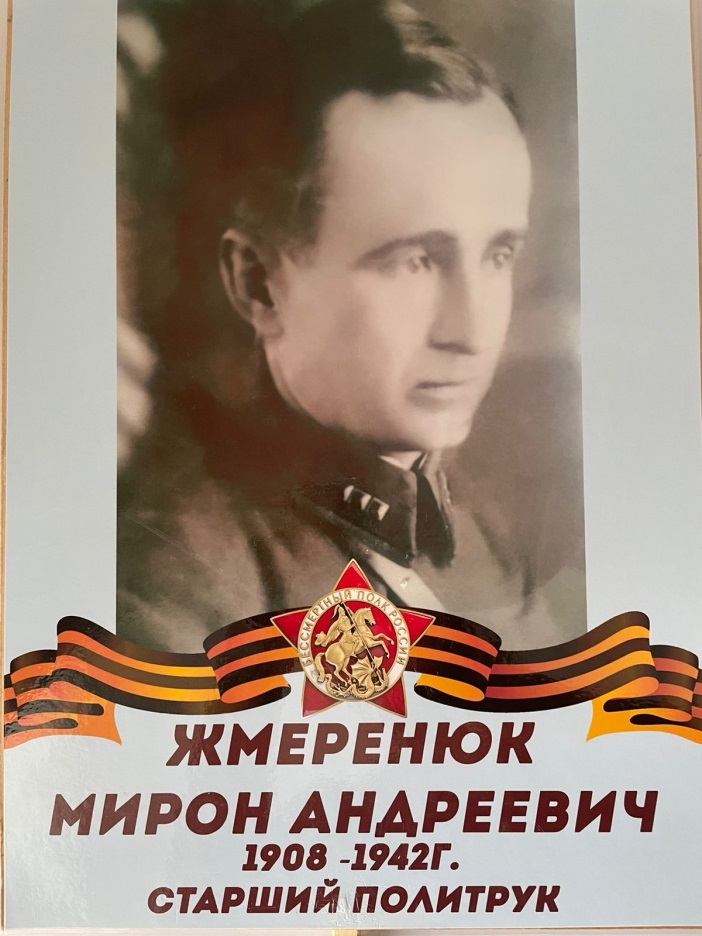 БЕССМЕРТНЫЙ ПОЛК РОССИИ
ЖМЕРЕНЮК
МИРОН АНДРЕЕВИЧ
1908 -1942Г.
СТАРШИЙ ПОЛИТРУК